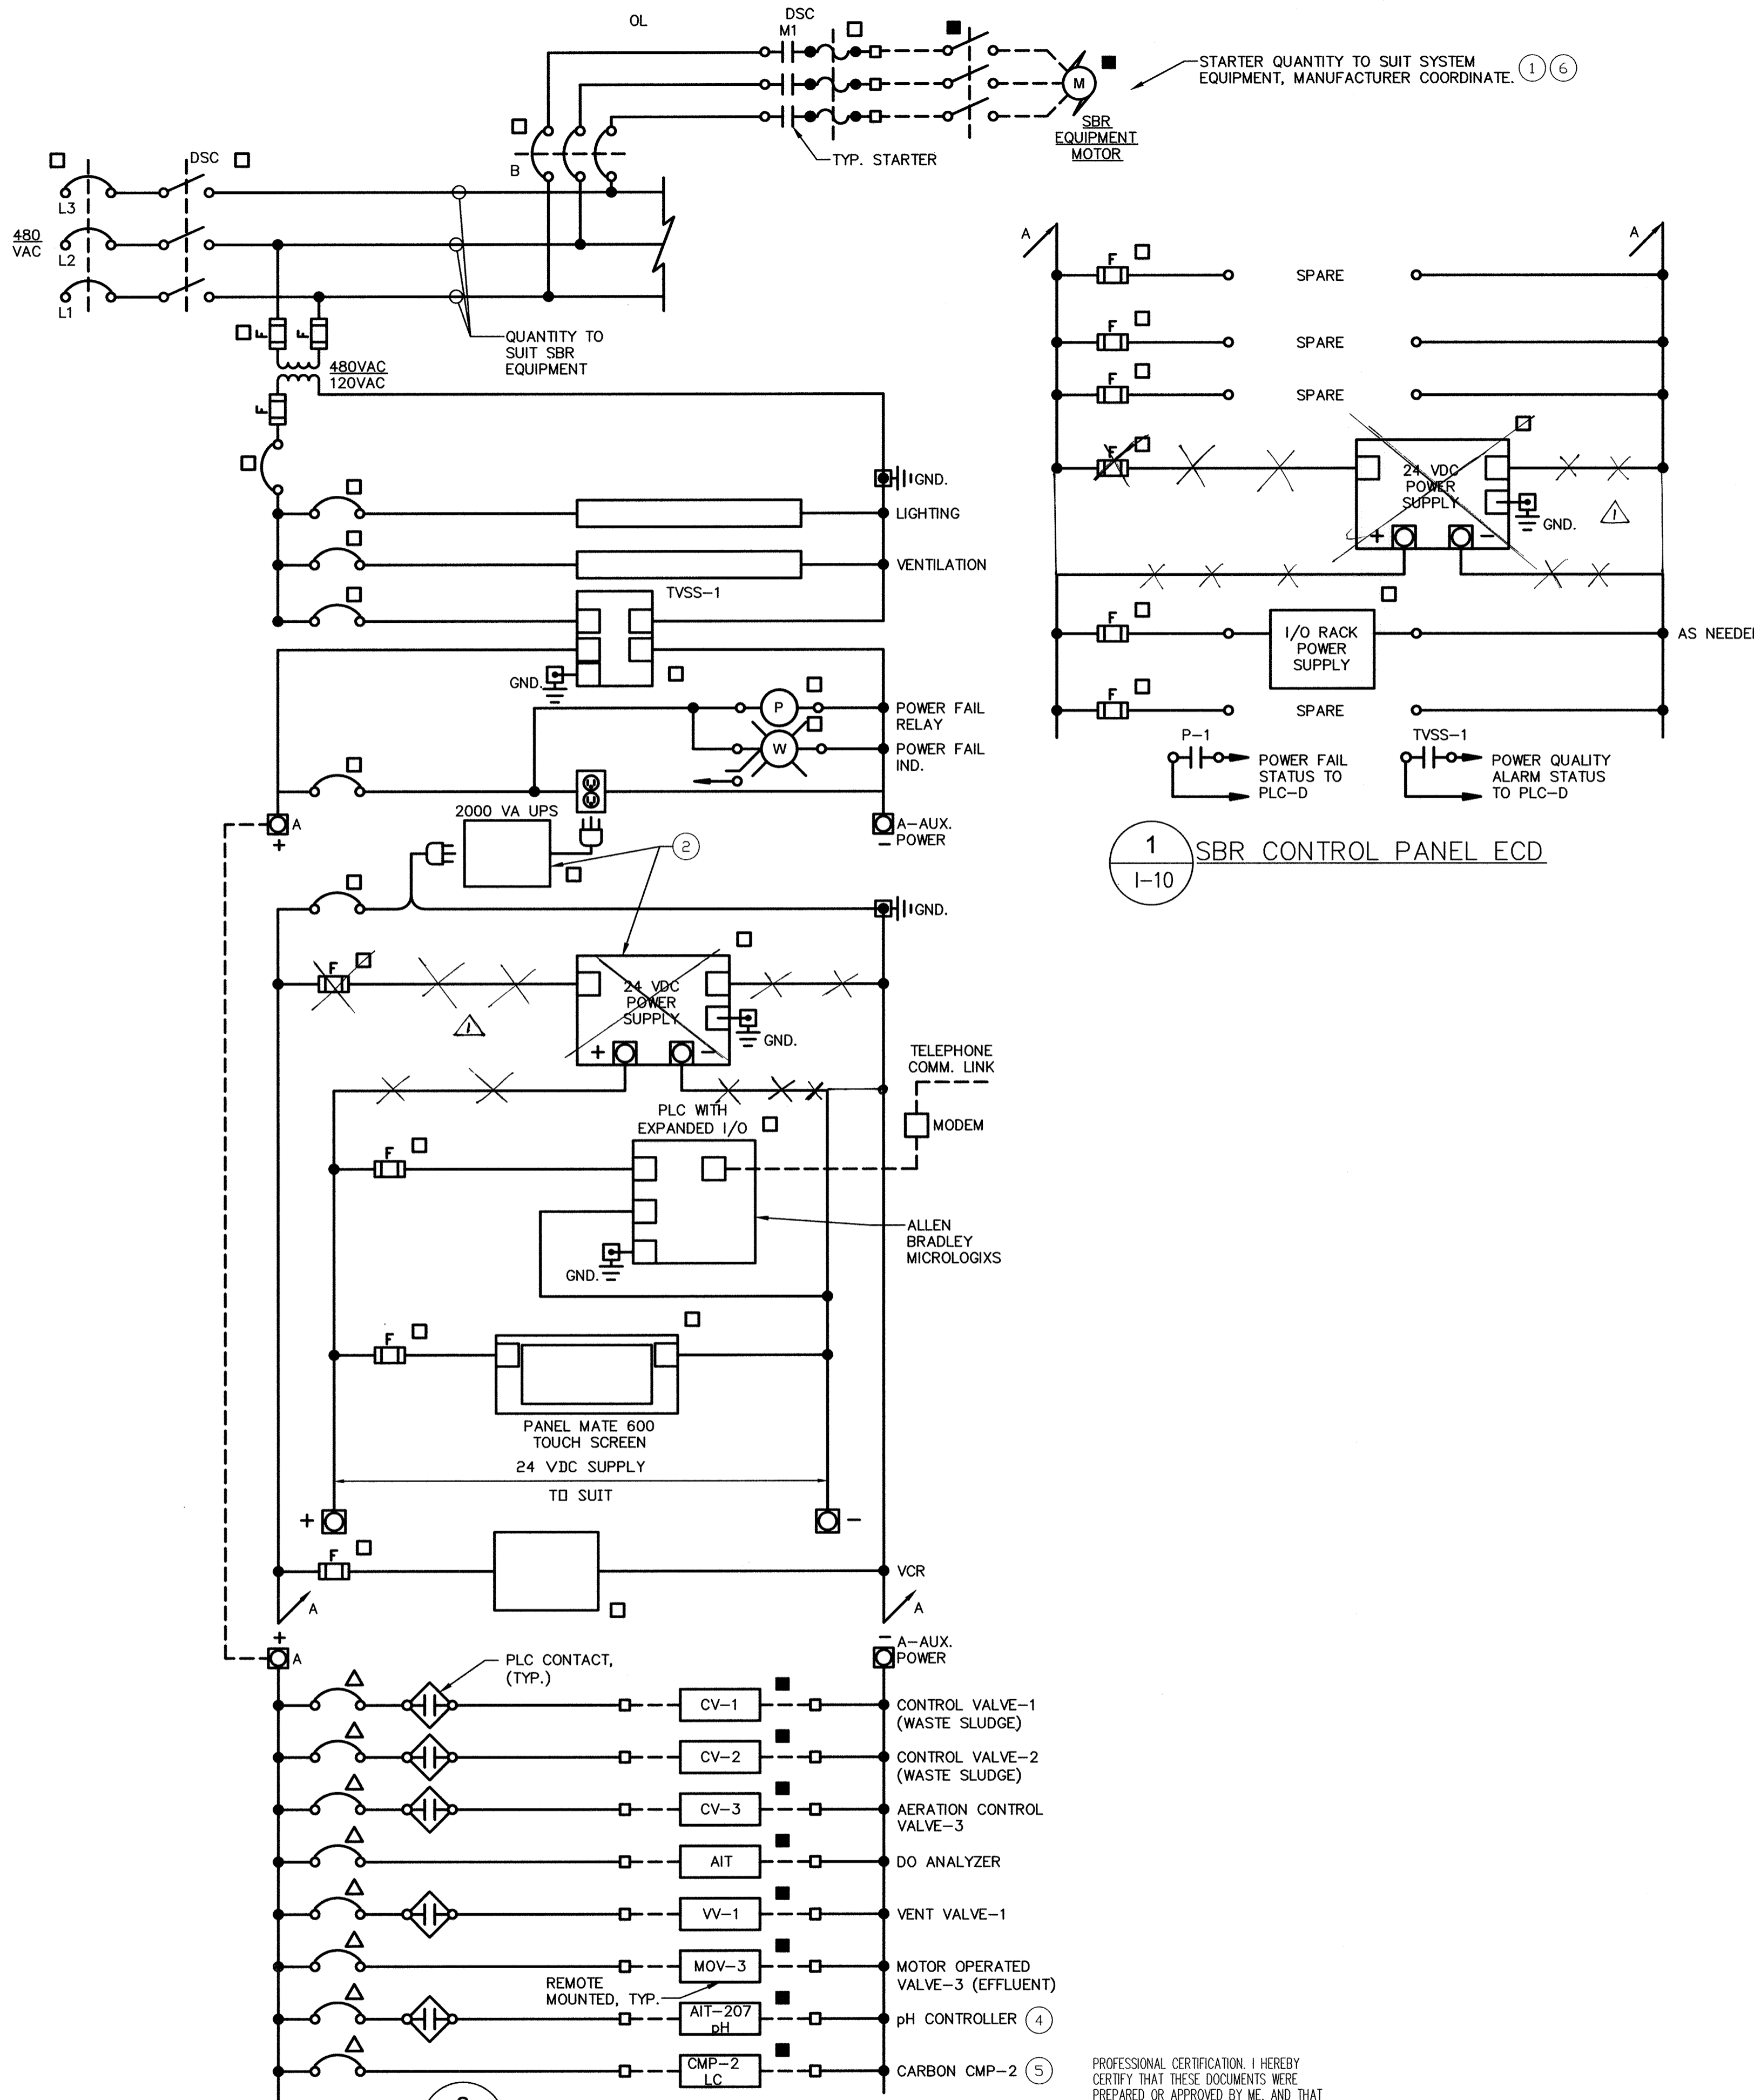 OL
DSC
M1
STARTER QUANTITY TO SUIT SYSTEM
EQUIPMENT, MANUFACTURER COORDINATE. 1 6
M
SBR
EQUIPMENT
MOTOR
TYP. STARTER
B
DSC
L3
480
VAC
L2
L1
QUANTITY TO
SUIT SBR
EQUIPMENT
F F
480VAC
120VAC
F
GND.
LIGHTING
VENTILATION
TVSS-1
GND.
P
POWER FAIL
RELAY
W
POWER FAIL
IND.
2000 VA UPS
A
+
A-AUX.
- POWER
2
GND.
F
24 VDC
POWER
SUPPLY
1
+ -
GND.
TELEPHONE
COMM. LINK
MODEM
PLC WITH
EXPANDED I/O
F
ALLEN
BRADLEY
MICROLOGIXS
GND.
F
PANEL MATE 600
TOUCH SCREEN
24 VDC SUPPLY
TO SUIT
+ -
F
VCR
A A
+
A
-
A-AUX.
POWER
PLC CONTACT,
(TYP.)
CV-1
CONTROL VALVE-1
(WASTE SLUDGE)
CV-2
CONTROL VALVE-2
(WASTE SLUDGE)
CV-3
AERATION CONTROL
VALVE-3
AIT
DO ANALYZER
VV-1
VENT VALVE-1
MOV-3
MOTOR OPERATED
VALVE-3 (EFFLUENT)
REMOTE
MOUNTED, TYP.
AIT-207
pH
pH CONTROLLER 4
CMP-2
LC
CARBON CMP-2 5
A A
F SPARE
F SPARE
F SPARE
F
24 VDC
POWER
SUPPLY
+ -
GND.
1
F
I/O RACK
POWER
SUPPLY
AS NEEDED
F SPARE
P-1
POWER FAIL
STATUS TO
PLC-D
TVSS-1
POWER QUALITY
ALARM STATUS
TO PLC-D
1
I-10
SBR CONTROL PANEL ECD
PROFESSIONAL CERTIFICATION. I HEREBY
CERTIFY THAT THESE DOCUMENTS WERE
PREPARED OR APPROVED BY ME, AND THAT